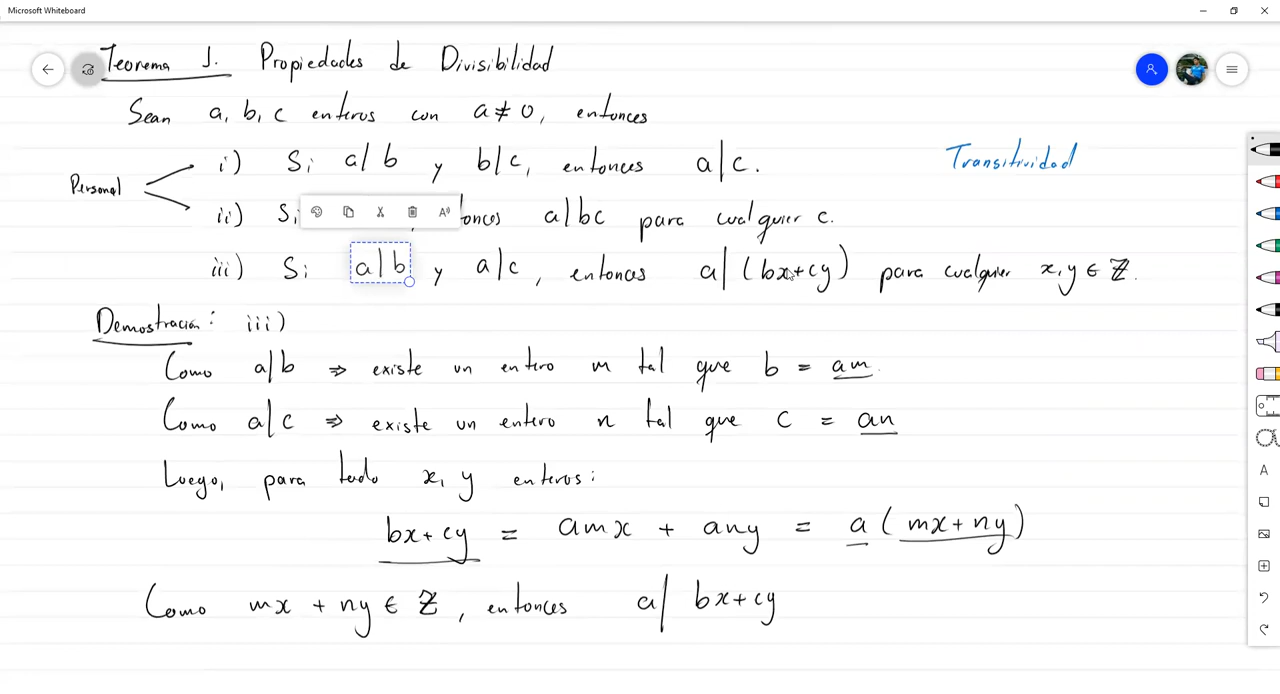 Microsoft Whiteboard
Teorema 1. Propiedades de Divisibilidad
Sean a, b, c enteros con a ≠ 0, entonces
i) Si a|b y b|c, entonces a|c. Transitividad
Personal
ii) Si tonces a|bc para cualquier c.
iii) Si a|b y a|c, entonces a|(bx+cy) para cualquier x, y ∈ ℤ.
Demostración: iii)
Como a|b ⇒ existe un entero m tal que b = am.
Como a|c ⇒ existe un entero n tal que c = an
Luego, para todo x, y enteros:
bx+cy = amx + any = a(mx+ny)
Como mx + ny ∈ ℤ, entonces a| bx+cy